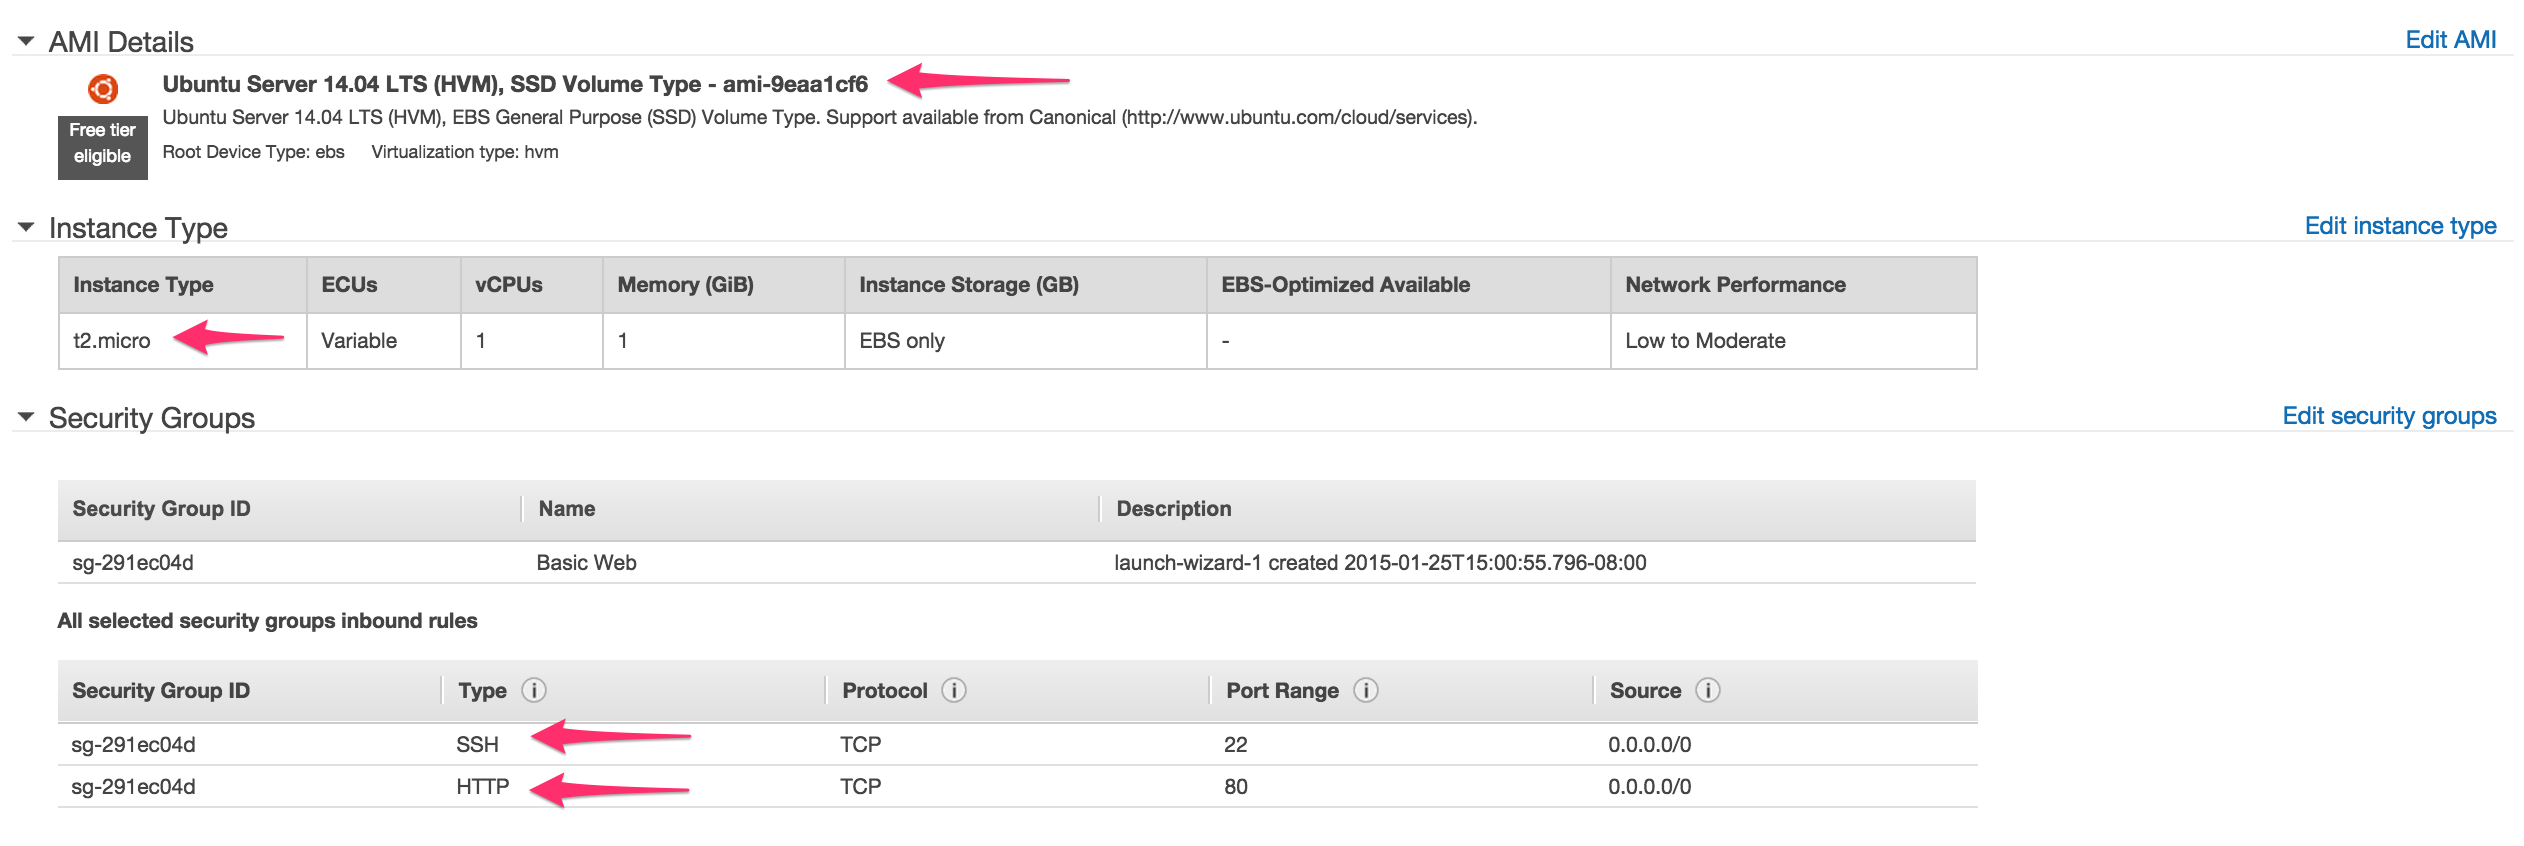 AMI Details
Edit AMI
Ubuntu Server 14.04 LTS (HVM), SSD Volume Type - ami-9eaa1cf6
Free tier
eligible
Ubuntu Server 14.04 LTS (HVM), EBS General Purpose (SSD) Volume Type. Support available from Canonical (http://www.ubuntu.com/cloud/services).
Root Device Type: ebs Virtualization type: hvm
Instance Type
Edit instance type
Instance Type ECUs vCPUs Memory (GiB) Instance Storage (GB) EBS-Optimized Available Network Performance
t2.micro Variable 1 1 EBS only - Low to Moderate
Security Groups
Edit security groups
Security Group ID Name Description
sg-291ec04d Basic Web launch-wizard-1 created 2015-01-25T15:00:55.796-08:00
All selected security groups inbound rules
Security Group ID Type i Protocol i Port Range i Source i
sg-291ec04d SSH TCP 22 0.0.0.0/0
sg-291ec04d HTTP TCP 80 0.0.0.0/0